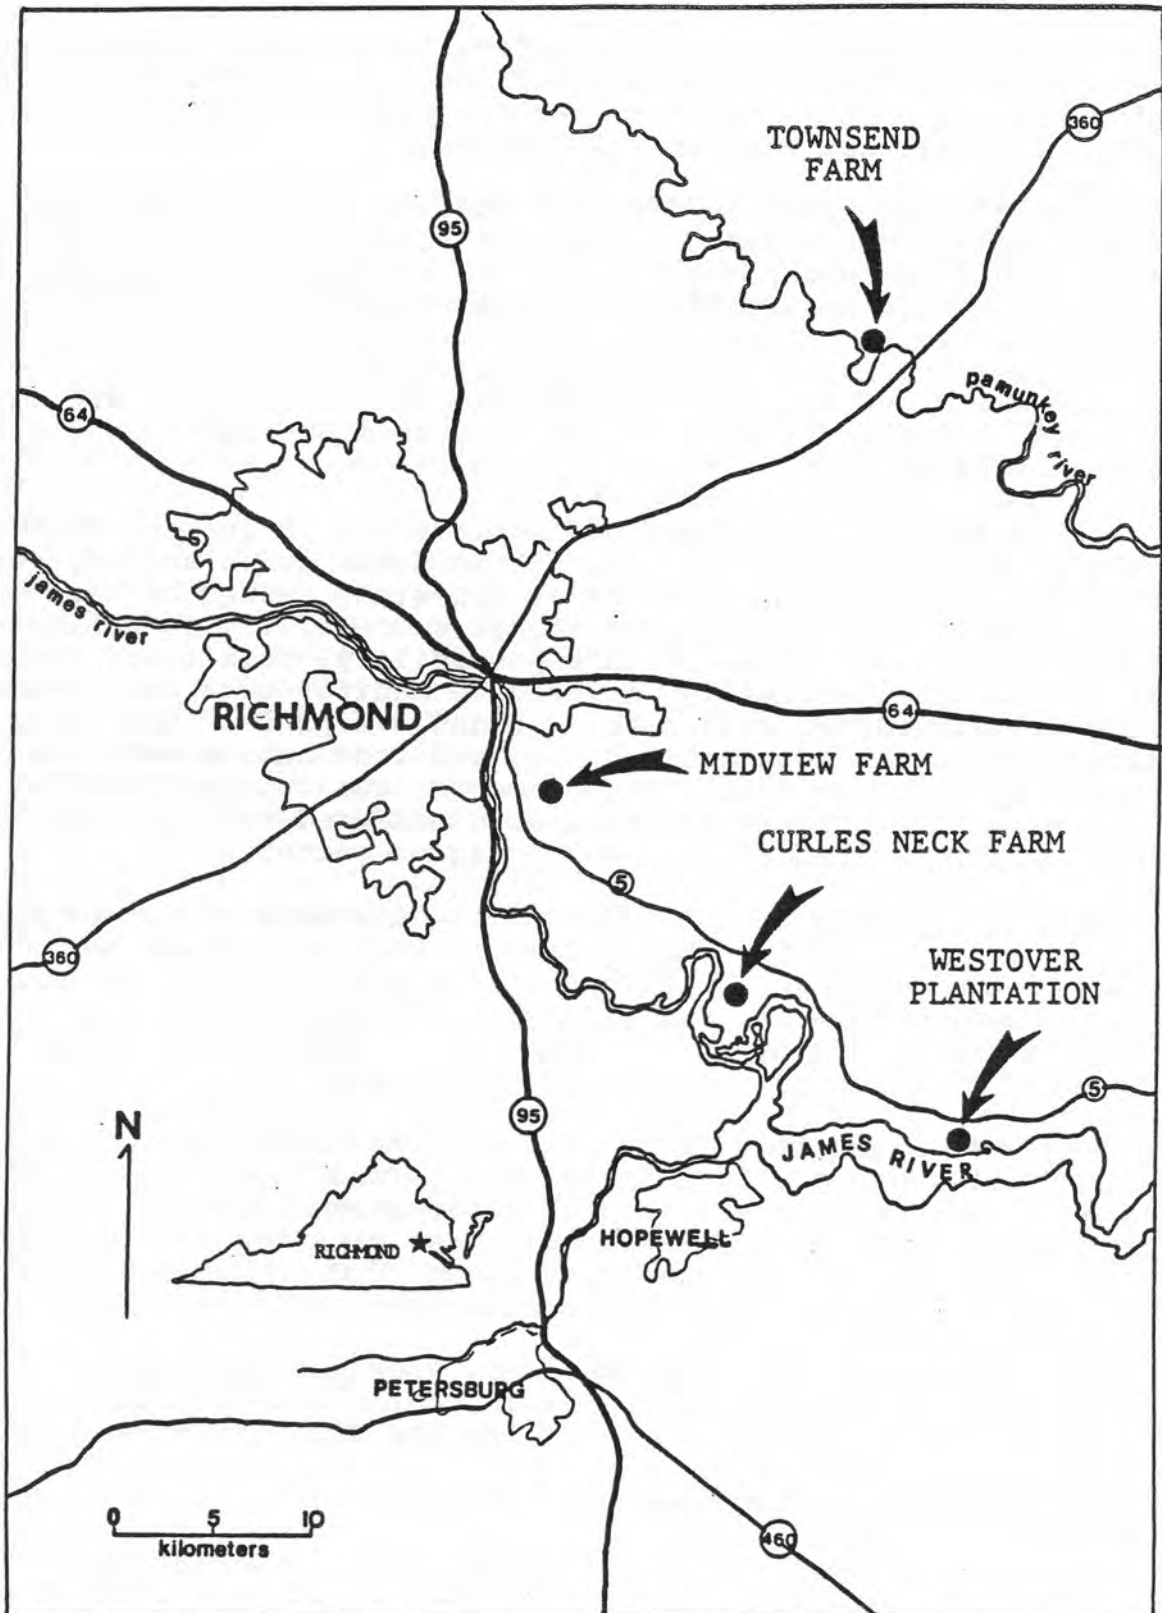 360
TOWNSEND
FARM
95
64
pamunkey river
james river
RICHMOND
64
MIDVIEW FARM
CURLES NECK FARM
5
360
WESTOVER
PLANTATION
95
5
N
JAMES RIVER
HOPEWELL
RICHMOND
PETERSBURG
0 5 10
kilometers
460